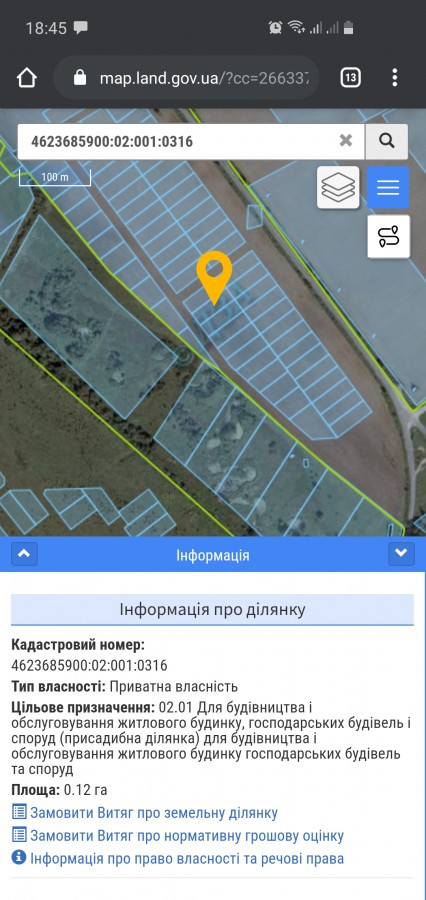 18:45
map.land.gov.ua/?cc=266337
13
4623685900:02:001:0316
100 m
Інформація
Інформація про ділянку
Кадастровий номер:
4623685900:02:001:0316
Тип власності: Приватна власність
Цільове призначення: 02.01 Для будівництва і
обслуговування житлового будинку, господарських будівель і
споруд (присадибна ділянка) для будівництва і
обслуговування житлового будинку господарських будівель
та споруд
Площа: 0.12 га
Замовити Витяг про земельну ділянку
Замовити Витяг про нормативну грошову оцінку
Інформація про право власності та речові права